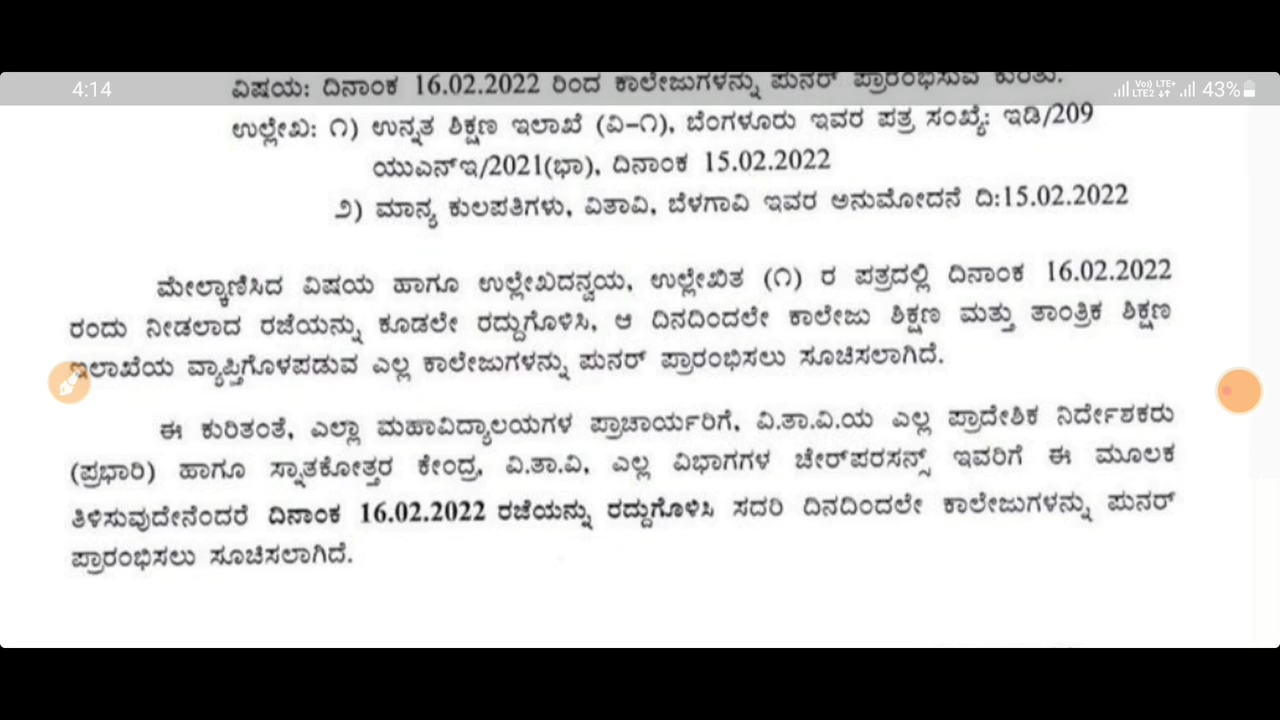 4:14 Vo) LTE+ LTE2 43%
ವಿಷಯ: ದಿನಾಂಕ 16.02.2022 ರಿಂದ ಕಾಲೇಜುಗಳನ್ನು ಪುನರ್ ಪ್ರಾರಂಭಿಸುವ ಕುರಿತು.
ಉಲ್ಲೇಖ: ೧) ಉನ್ನತ ಶಿಕ್ಷಣ ಇಲಾಖೆ (ವಿ-೧), ಬೆಂಗಳೂರು ಇವರ ಪತ್ರ ಸಂಖ್ಯೆ: ಇಡಿ/209
ಯುಎನ್ಇ/2021(ಭಾ), ದಿನಾಂಕ 15.02.2022
೨) ಮಾನ್ಯ ಕುಲಪತಿಗಳು, ವಿತಾವಿ, ಬೆಳಗಾವಿ ಇವರ ಅನುಮೋದನೆ ದಿ:15.02.2022
ಮೇಲ್ಕಾಣಿಸಿದ ವಿಷಯ ಹಾಗೂ ಉಲ್ಲೇಖದನ್ವಯ, ಉಲ್ಲೇಖಿತ (೧) ರ ಪತ್ರದಲ್ಲಿ ದಿನಾಂಕ 16.02.2022
ರಂದು ನೀಡಲಾದ ರಜೆಯನ್ನು ಕೂಡಲೇ ರದ್ದುಗೊಳಿಸಿ, ಆ ದಿನದಿಂದಲೇ ಕಾಲೇಜು ಶಿಕ್ಷಣ ಮತ್ತು ತಾಂತ್ರಿಕ ಶಿಕ್ಷಣ
ಇಲಾಖೆಯ ವ್ಯಾಪ್ತಿಗೊಳಪಡುವ ಎಲ್ಲ ಕಾಲೇಜುಗಳನ್ನು ಪುನರ್ ಪ್ರಾರಂಭಿಸಲು ಸೂಚಿಸಲಾಗಿದೆ.
ಈ ಕುರಿತಂತೆ, ಎಲ್ಲಾ ಮಹಾವಿದ್ಯಾಲಯಗಳ ಪ್ರಾಚಾರ್ಯರಿಗೆ, ವಿ.ತಾ.ವಿ.ಯ ಎಲ್ಲ ಪ್ರಾದೇಶಿಕ ನಿರ್ದೇಶಕರು
(ಪ್ರಭಾರಿ) ಹಾಗೂ ಸ್ನಾತಕೋತ್ತರ ಕೇಂದ್ರ, ವಿ.ತಾ.ವಿ, ಎಲ್ಲ ವಿಭಾಗಗಳ ಚೇರ್‌ಪರಸನ್ಸ್ ಇವರಿಗೆ ಈ ಮೂಲಕ
ತಿಳಿಸುವುದೇನೆಂದರೆ ದಿನಾಂಕ 16.02.2022 ರಜೆಯನ್ನು ರದ್ದುಗೊಳಿಸಿ ಸದರಿ ದಿನದಿಂದಲೇ ಕಾಲೇಜುಗಳನ್ನು ಪುನರ್
ಪ್ರಾರಂಭಿಸಲು ಸೂಚಿಸಲಾಗಿದೆ.